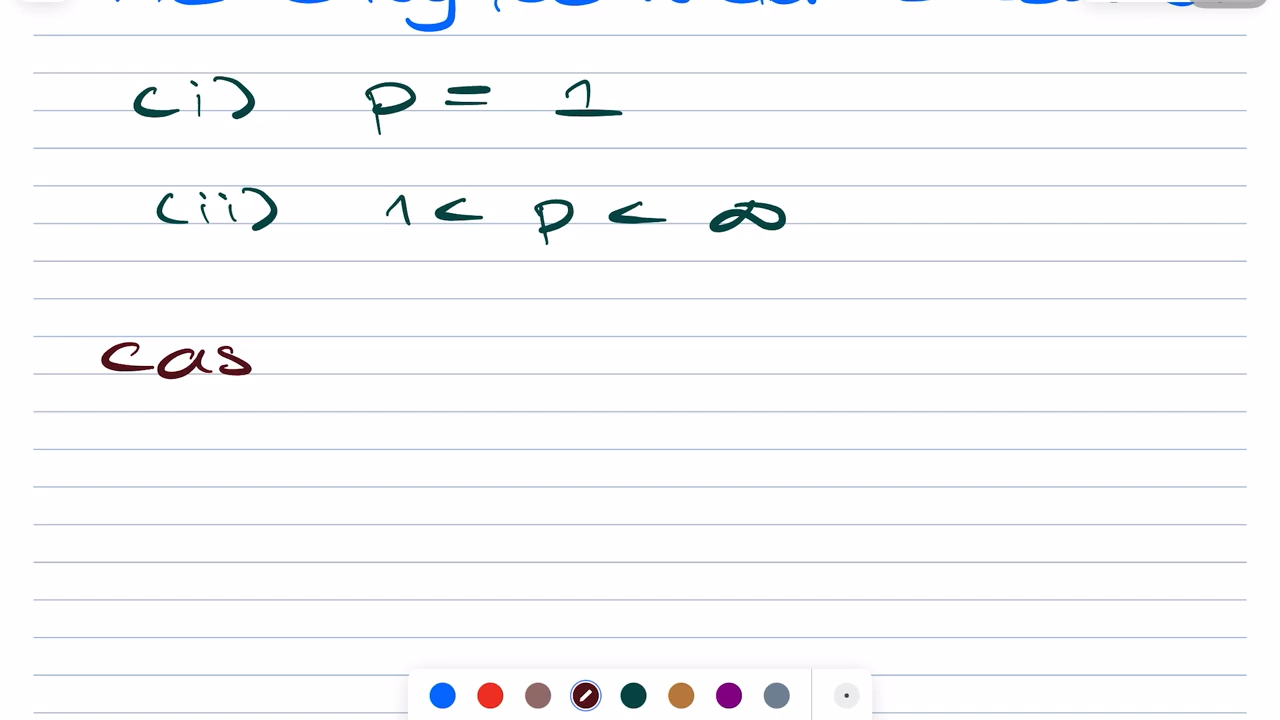 (i) p = 1
(ii) 1 < p < ∞
cas